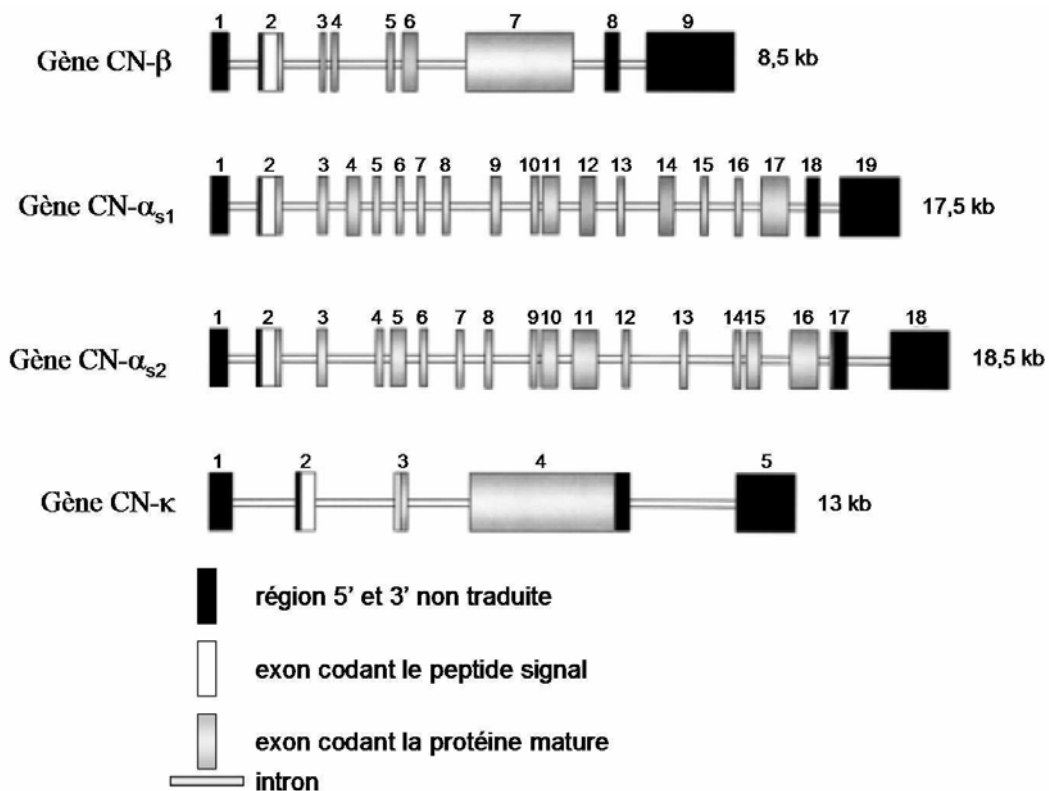 1 2 3 4 5 6 7 8 9
Gène CN-β 8,5 kb
1 2 3 4 5 6 7 8 9 10 11 12 13 14 15 16 17 18 19
Gène CN-αs1 17,5 kb
1 2 3 4 5 6 7 8 9 10 11 12 13 14 15 16 17 18
Gène CN-αs2 18,5 kb
1 2 3 4 5
Gène CN-κ 13 kb
région 5' et 3' non traduite
exon codant le peptide signal
exon codant la protéine mature
intron